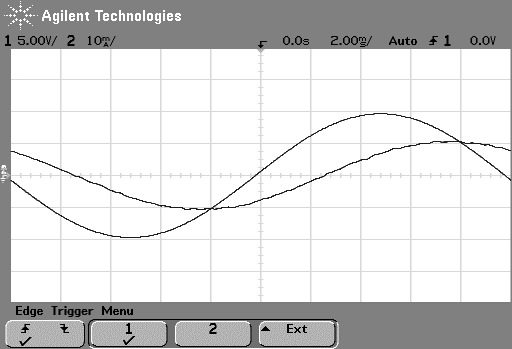 Agilent Technologies
1 5.00V/ 2 10㎃/ 0.0s 2.00㎳/ Auto 1 0.0V
Edge Trigger Menu
1 2 Ext